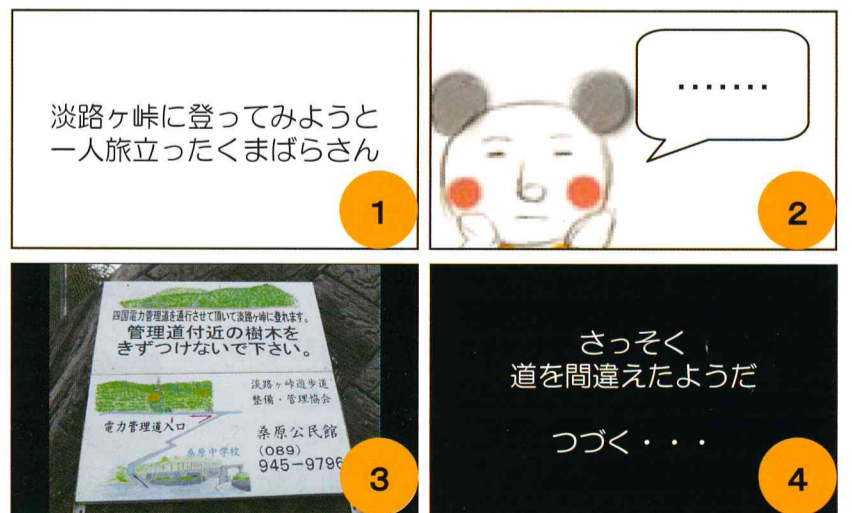 淡路ヶ峠に登ってみようと
一人旅立ったくまばらさん
1
・・・・・・・
2
四国電力管理道を通行させて頂いて淡路ヶ峠に登れます。
管理道付近の樹木を
きずつけないで下さい。
淡路ヶ峠遊歩道
整備・管理協会
電力管理道入口
桑原公民館
桑原中学校
(089)
945-9796
3
さっそく
道を間違えたようだ
つづく・・・
4